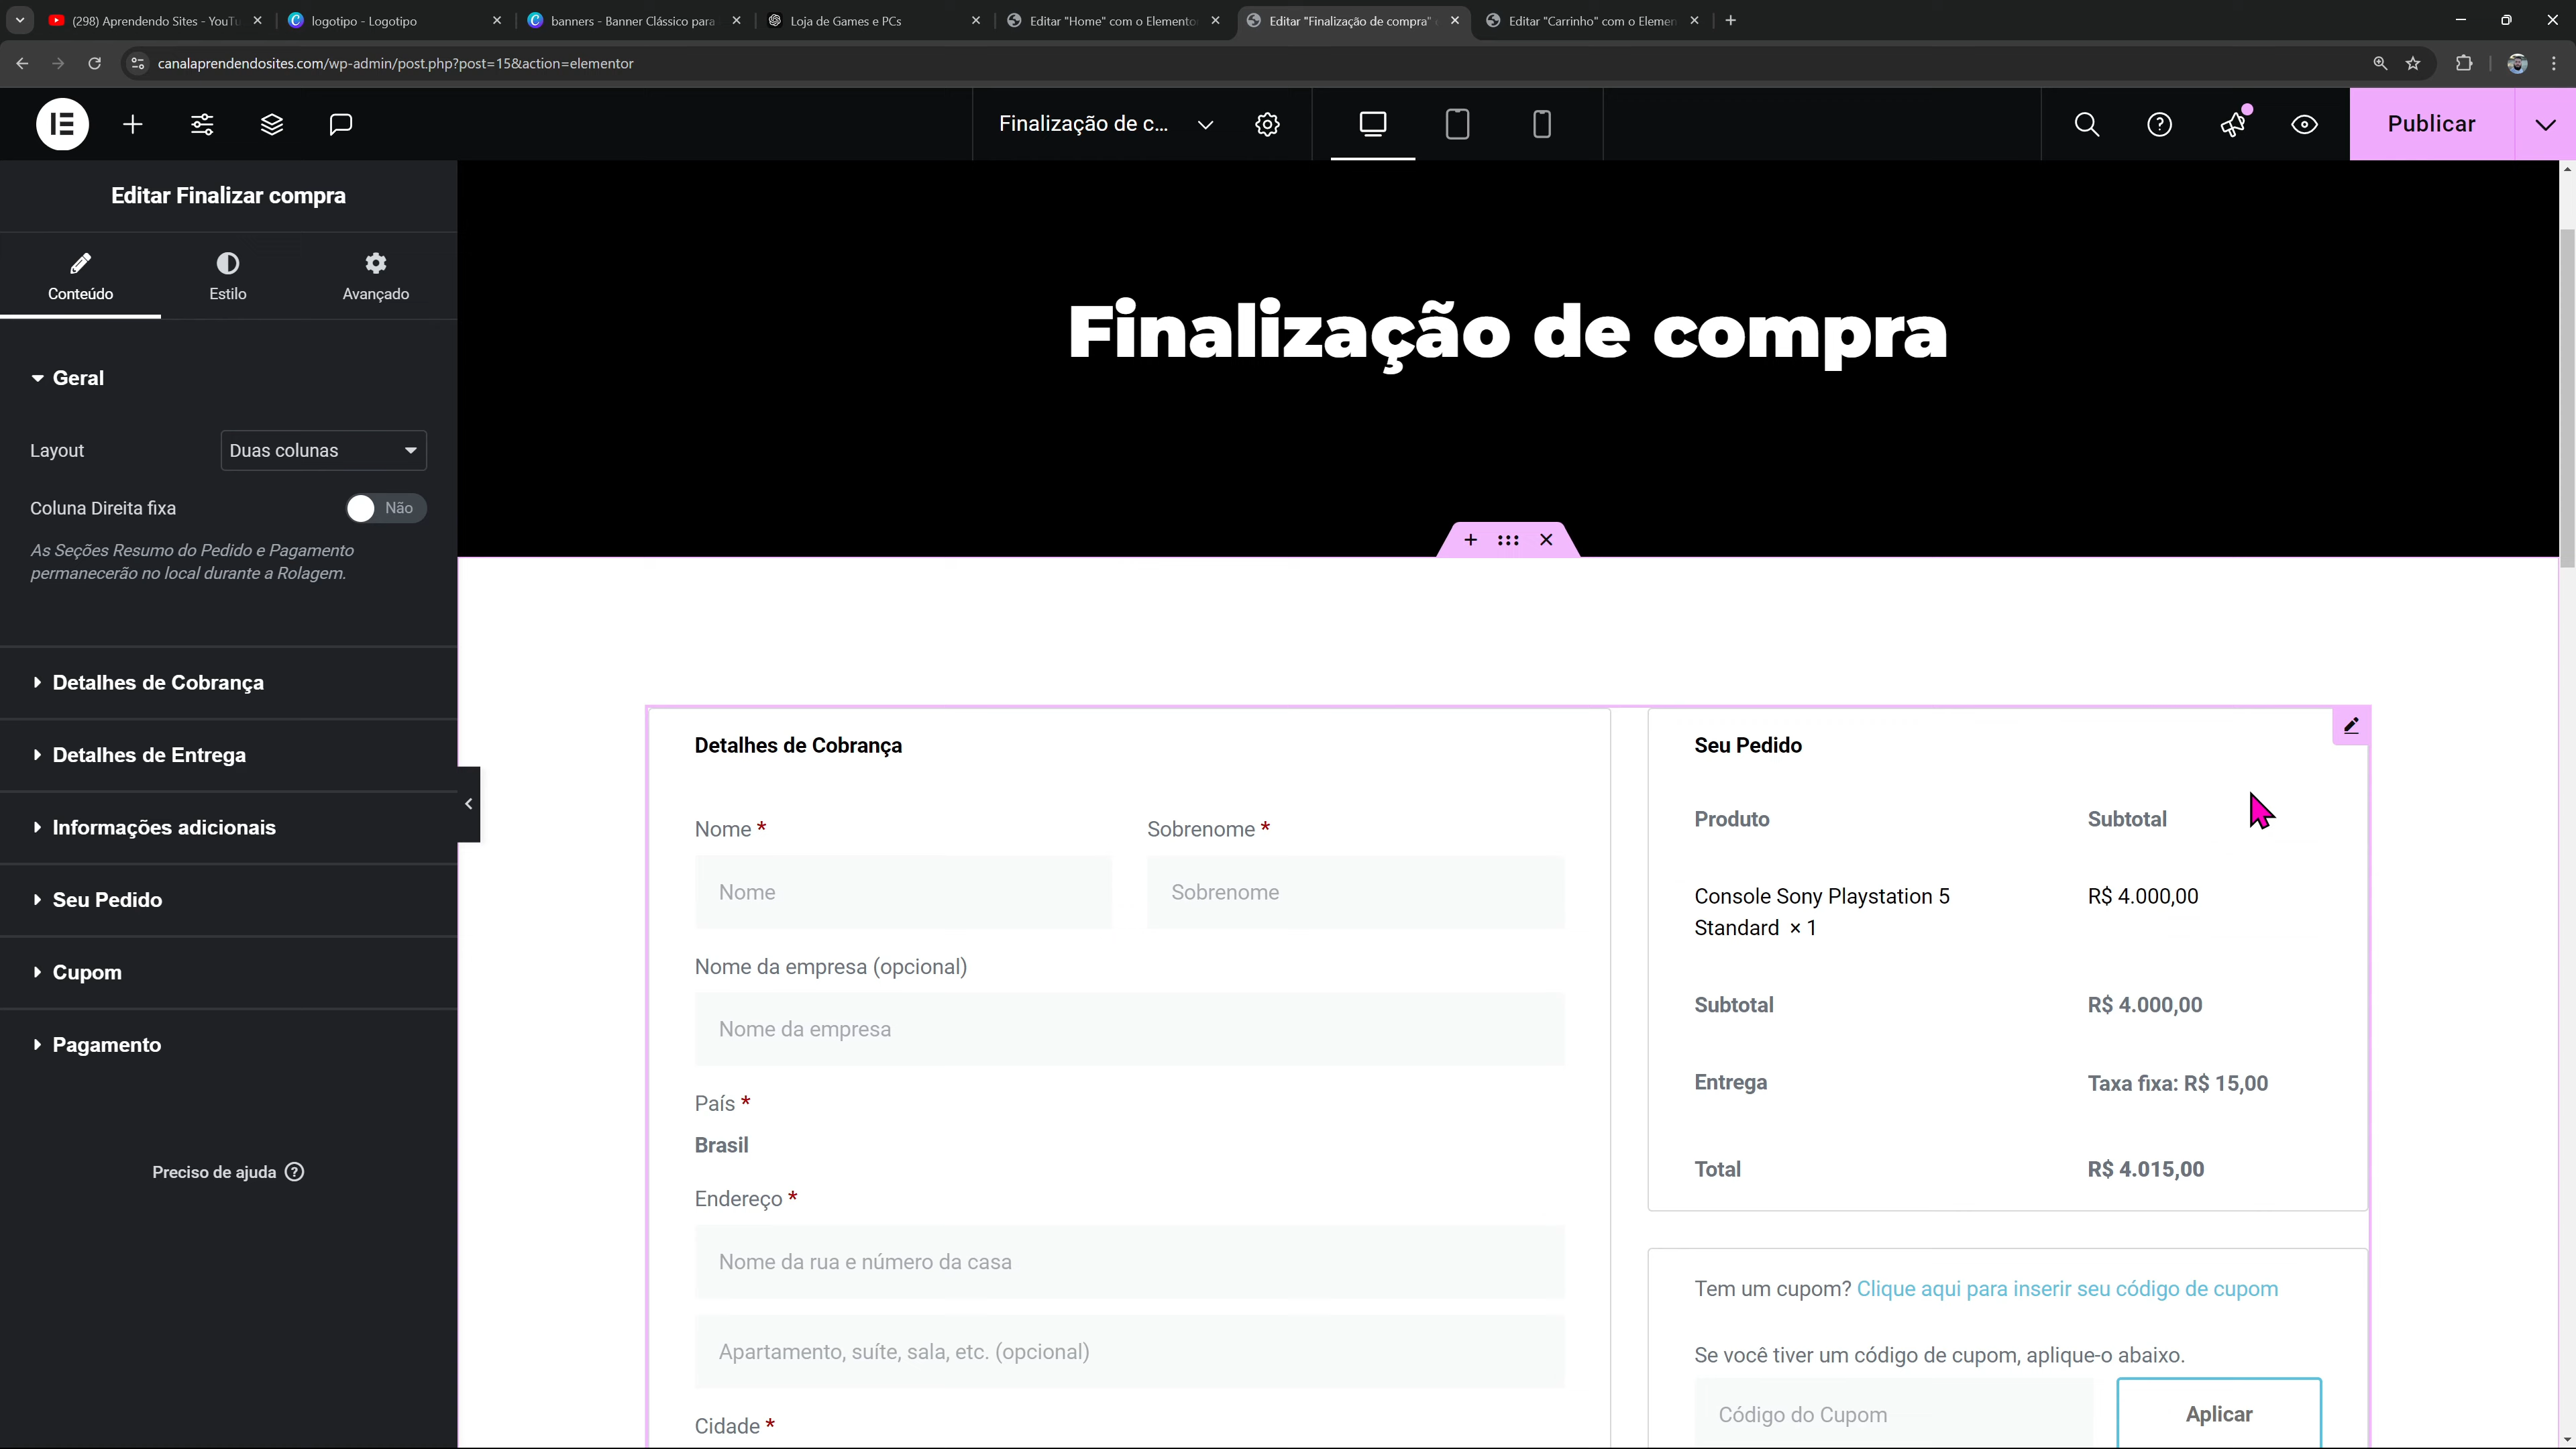 (298) Aprendendo Sites - YouTu
logotipo - Logotipo
banners - Banner Clássico para
Loja de Games e PCs
Editar "Home" com o Elemento
Editar "Finalização de compra"
Editar "Carrinho" com o Elemen
canalaprendendosites.com/wp-admin/post.php?post=15&action=elementor
Finalização de c...
Publicar
Editar Finalizar compra
Conteúdo
Estilo
Avançado
Geral
Layout
Duas colunas
Coluna Direita fixa
Não
As Seções Resumo do Pedido e Pagamento
permanecerão no local durante a Rolagem.
Detalhes de Cobrança
Detalhes de Entrega
Informações adicionais
Seu Pedido
Cupom
Pagamento
Preciso de ajuda ?
Finalização de compra
Detalhes de Cobrança
Nome *
Sobrenome *
Nome
Sobrenome
Nome da empresa (opcional)
Nome da empresa
País *
Brasil
Endereço *
Nome da rua e número da casa
Apartamento, suíte, sala, etc. (opcional)
Cidade *
Seu Pedido
Produto
Subtotal
Console Sony Playstation 5
Standard × 1
R$ 4.000,00
Subtotal
R$ 4.000,00
Entrega
Taxa fixa: R$ 15,00
Total
R$ 4.015,00
Tem um cupom? Clique aqui para inserir seu código de cupom
Se você tiver um código de cupom, aplique-o abaixo.
Código do Cupom
Aplicar